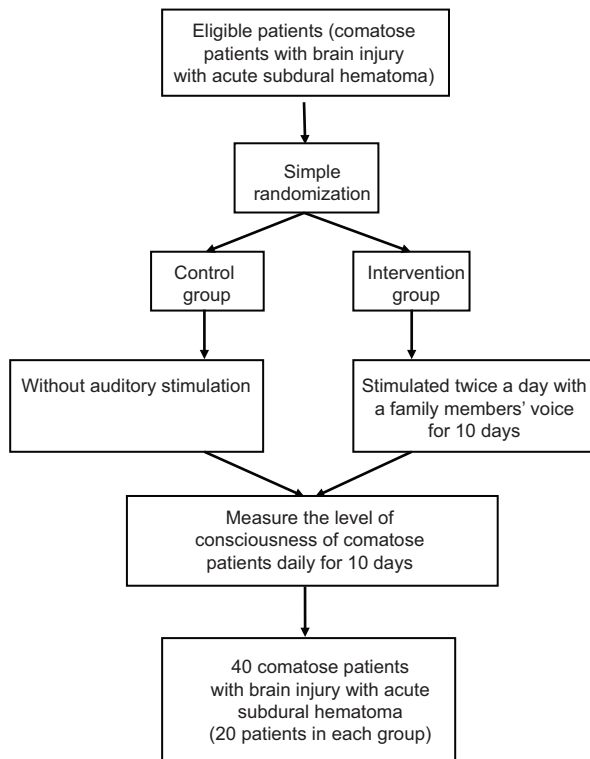 Eligible patients (comatose
patients with brain injury
with acute subdural hematoma)
Simple
randomization
Control
group
Intervention
group
Without auditory stimulation
Stimulated twice a day with
a family members’ voice
for 10 days
Measure the level of
consciousness of comatose
patients daily for 10 days
40 comatose patients
with brain injury with acute
subdural hematoma
(20 patients in each group)